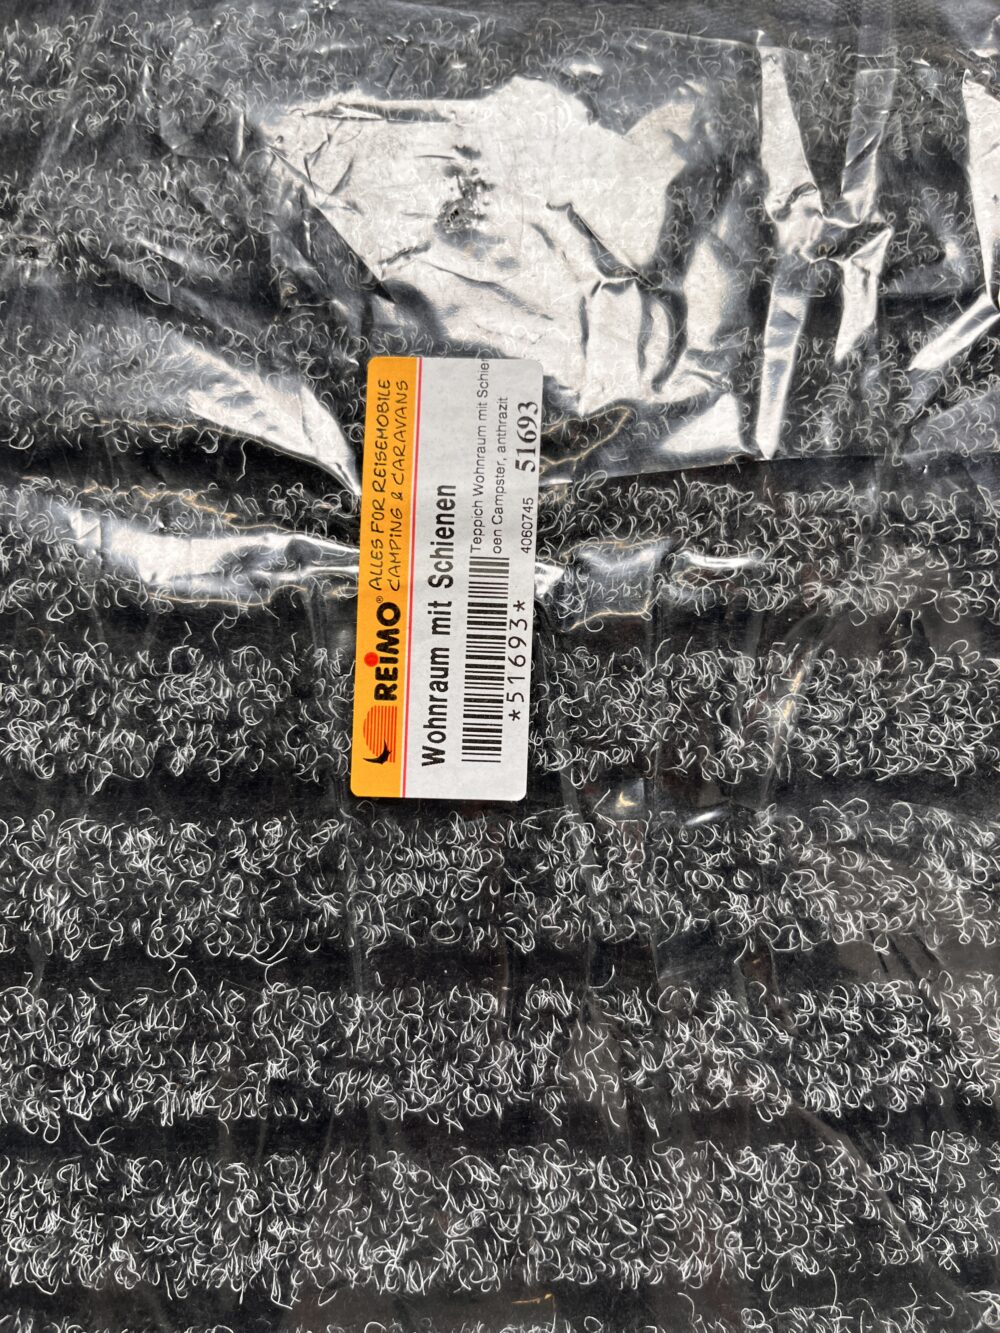 REIMO® ALLES FÜR REISEMOBILE
CAMPING & CARAVANS
Wohnraum mit Schienen
Teppich Wohnraum mit Schie
oen Campster, anthrazit
*51693* 4060745 51693